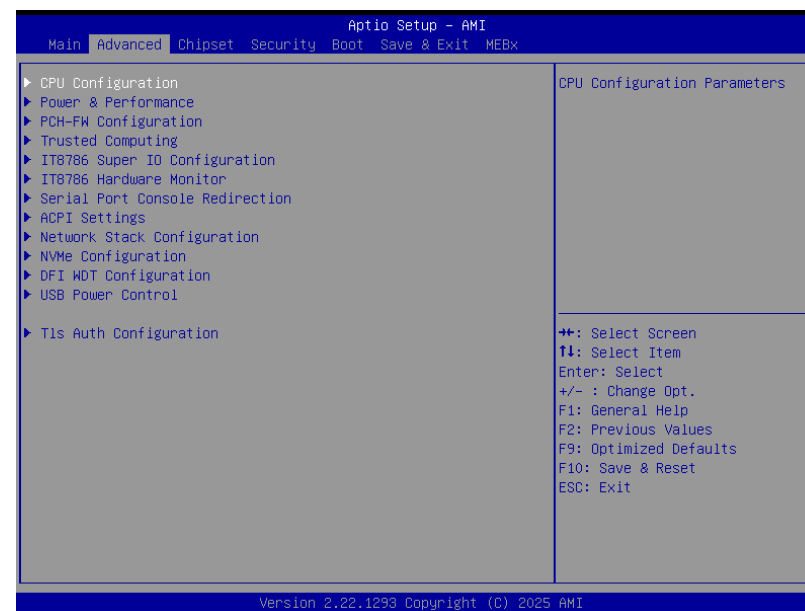 Aptio Setup – AMI
Main Advanced Chipset Security Boot Save & Exit MEBx
CPU Configuration
Power & Performance
PCH-FW Configuration
Trusted Computing
IT8786 Super IO Configuration
IT8786 Hardware Monitor
Serial Port Console Redirection
ACPI Settings
Network Stack Configuration
NVMe Configuration
DFI WDT Configuration
USB Power Control
Tls Auth Configuration
CPU Configuration Parameters
→←: Select Screen
↑↓: Select Item
Enter: Select
+/- : Change Opt.
F1: General Help
F2: Previous Values
F9: Optimized Defaults
F10: Save & Reset
ESC: Exit
Version 2.22.1293 Copyright (C) 2025 AMI